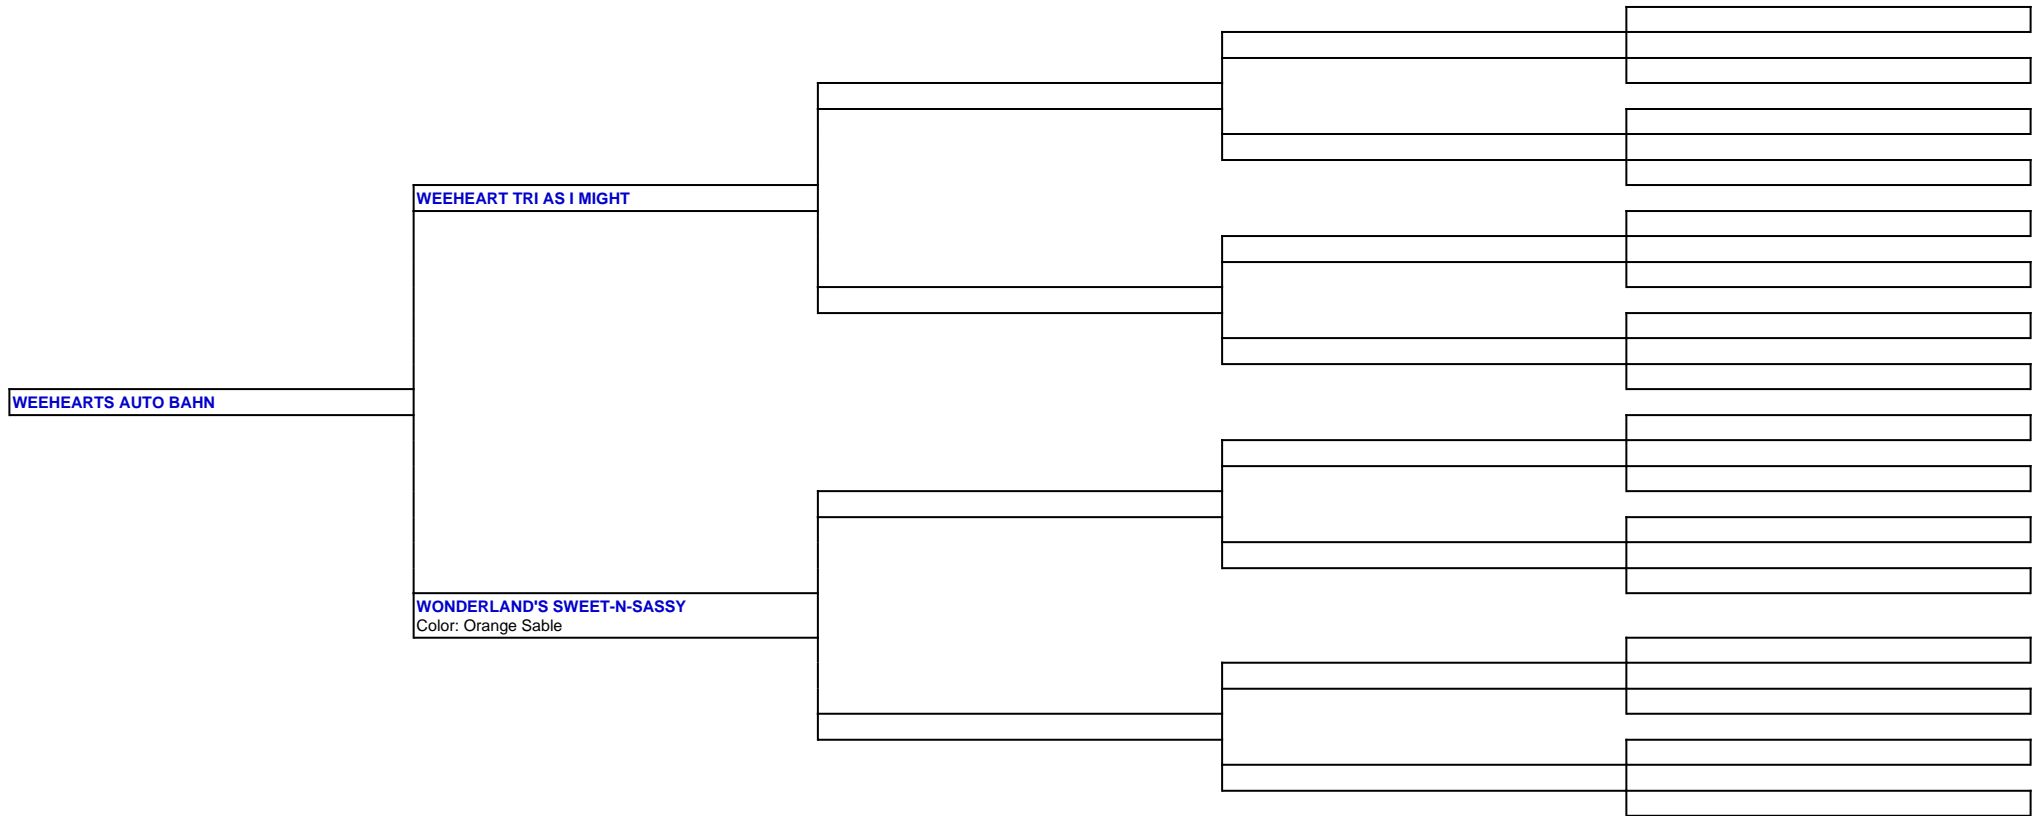 WEEHEART TRI AS I MIGHT
WEEHEARTS AUTO BAHN
WONDERLAND'S SWEET-N-SASSY
Color: Orange Sable